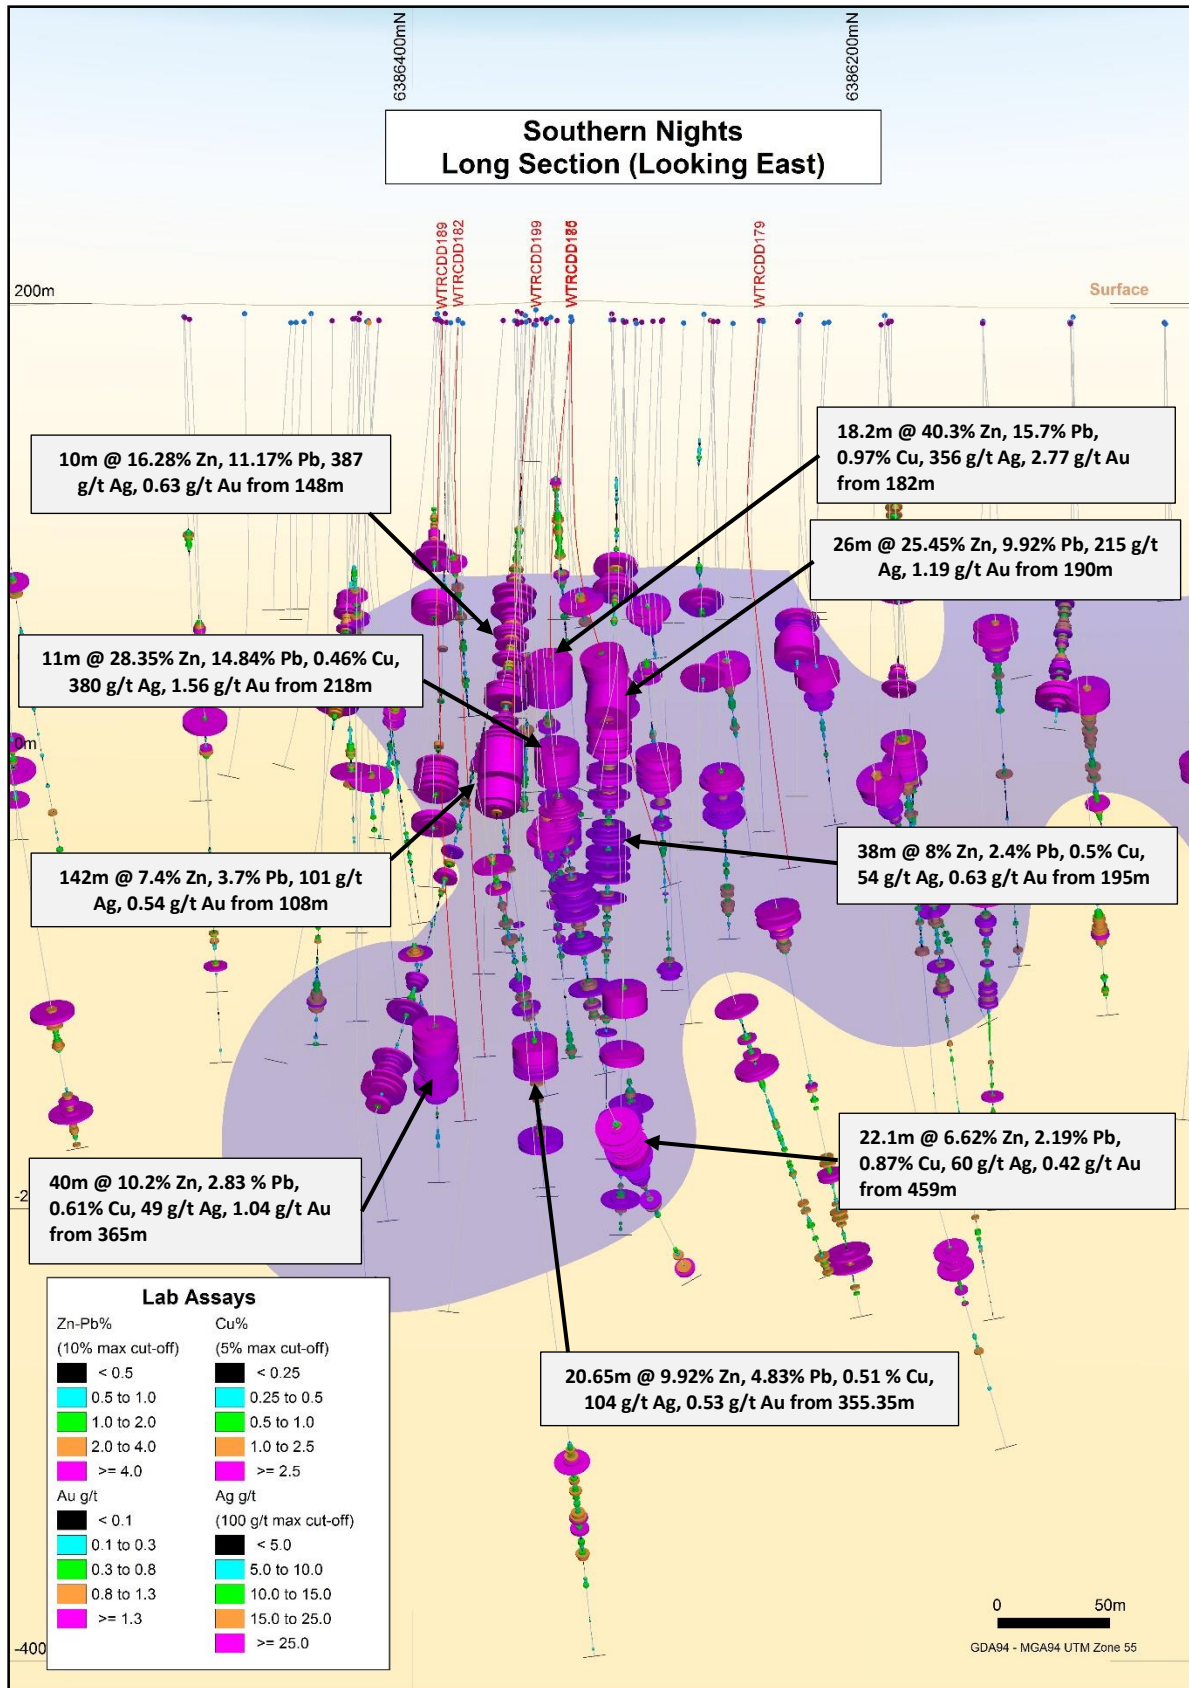 6386400mN
6386200mN
Southern Nights
Long Section (Looking East)
WTRCDD189
WTRCDD182
WTRCDD199
WTRCDD179
200m
Surface
10m @ 16.28% Zn, 11.17% Pb, 387
g/t Ag, 0.63 g/t Au from 148m
18.2m @ 40.3% Zn, 15.7% Pb,
0.97% Cu, 356 g/t Ag, 2.77 g/t Au
from 182m
26m @ 25.45% Zn, 9.92% Pb, 215 g/t
Ag, 1.19 g/t Au from 190m
11m @ 28.35% Zn, 14.84% Pb, 0.46% Cu,
380 g/t Ag, 1.56 g/t Au from 218m
0m
142m @ 7.4% Zn, 3.7% Pb, 101 g/t
Ag, 0.54 g/t Au from 108m
38m @ 8% Zn, 2.4% Pb, 0.5% Cu,
54 g/t Ag, 0.63 g/t Au from 195m
22.1m @ 6.62% Zn, 2.19% Pb,
0.87% Cu, 60 g/t Ag, 0.42 g/t Au
from 459m
40m @ 10.2% Zn, 2.83 % Pb,
0.61% Cu, 49 g/t Ag, 1.04 g/t Au
from 365m
20.65m @ 9.92% Zn, 4.83% Pb, 0.51 % Cu,
104 g/t Ag, 0.53 g/t Au from 355.35m
Lab Assays
Zn-Pb%
(10% max cut-off)
< 0.5
0.5 to 1.0
1.0 to 2.0
2.0 to 4.0
>= 4.0
Cu%
(5% max cut-off)
< 0.25
0.25 to 0.5
0.5 to 1.0
1.0 to 2.5
>= 2.5
Au g/t
< 0.1
0.1 to 0.3
0.3 to 0.8
0.8 to 1.3
>= 1.3
Ag g/t
(100 g/t max cut-off)
< 5.0
5.0 to 10.0
10.0 to 15.0
15.0 to 25.0
>= 25.0
-400
0 50m
GDA94 - MGA94 UTM Zone 55